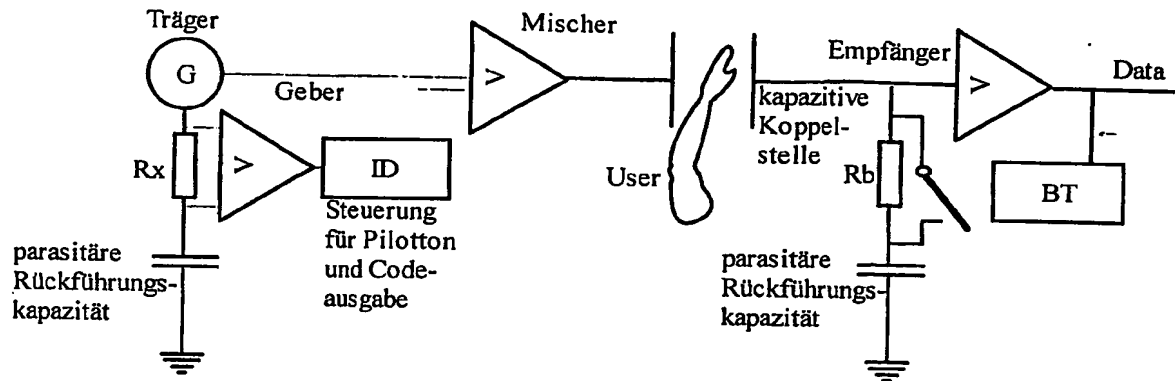 Träger
G
Geber
Mischer
V
Rx
V
ID
Steuerung
für Pilotton
und Code-
ausgabe
parasitäre
Rückführungs-
kapazität
User
kapazitive
Koppel-
stelle
Empfänger
V
Data
Rb
BT
parasitäre
Rückführungs-
kapazität